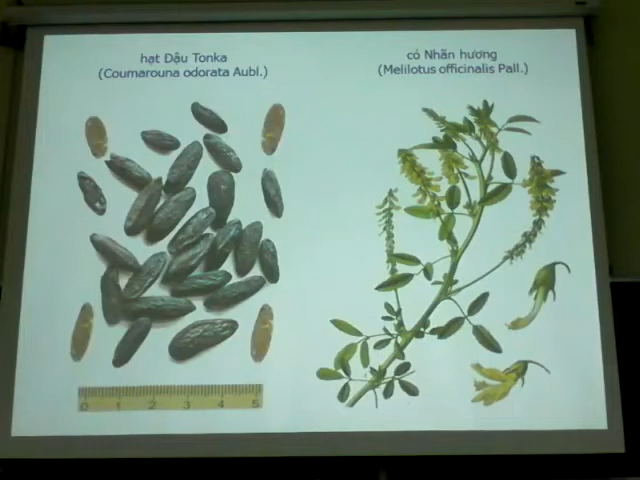 hạt Đậu Tonka
(Coumarouna odorata Aubl.)
cỏ Nhãn hương
(Melilotus officinalis Pall.)
0 1 2 3 4 5